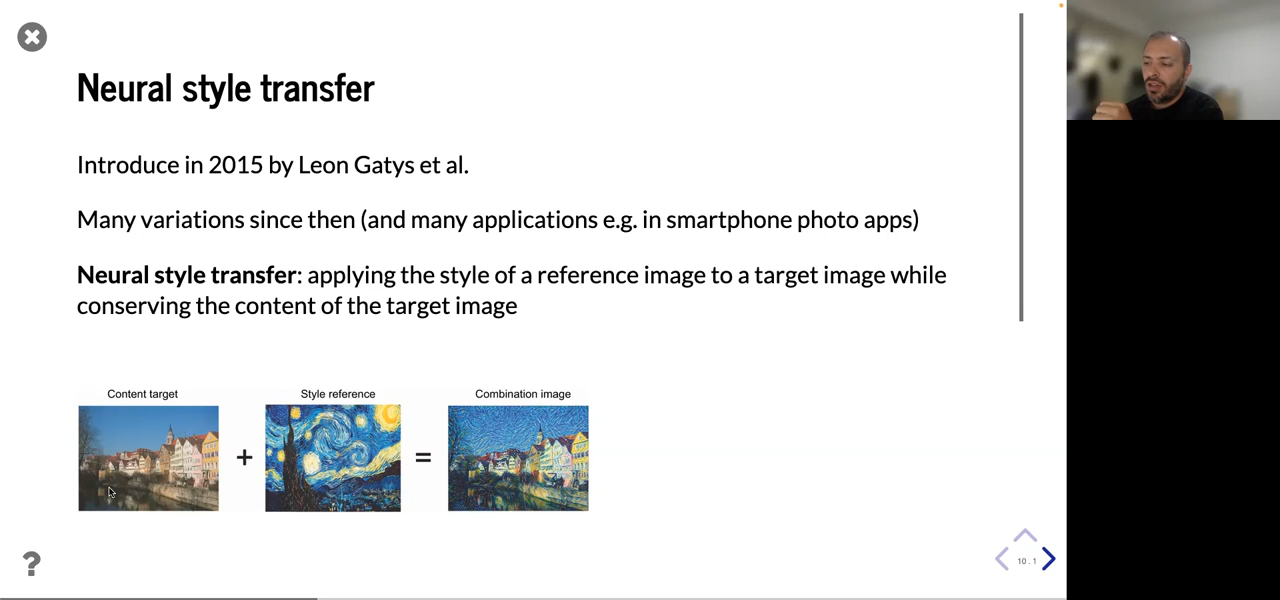 Neural style transfer
Introduce in 2015 by Leon Gatys et al.
Many variations since then (and many applications e.g. in smartphone photo apps)
Neural style transfer: applying the style of a reference image to a target image while
conserving the content of the target image
Content target
Style reference
Combination image
+
=
?
10 . 1